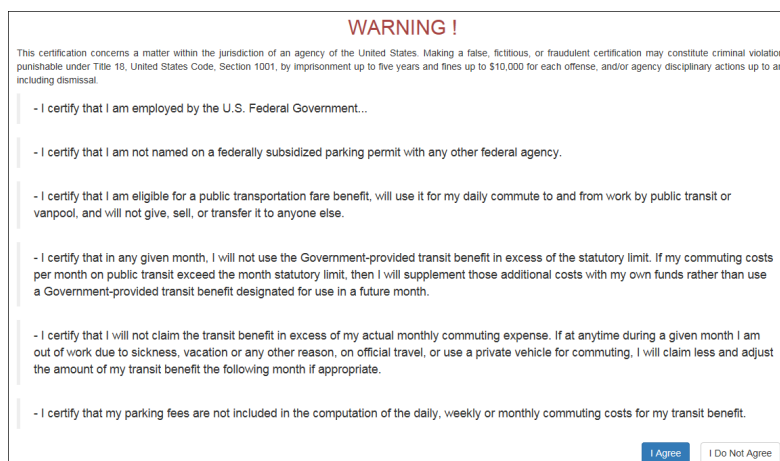 WARNING !
This certification concerns a matter within the jurisdiction of an agency of the United States. Making a false, fictitious, or fraudulent certification may constitute criminal violation
punishable under Title 18, United States Code, Section 1001, by imprisonment up to five years and fines up to $10,000 for each offense, and/or agency disciplinary actions up to
including dismissal.
- I certify that I am employed by the U.S. Federal Government...
- I certify that I am not named on a federally subsidized parking permit with any other federal agency.
- I certify that I am eligible for a public transportation fare benefit, will use it for my daily commute to and from work by public transit or
vanpool, and will not give, sell, or transfer it to anyone else.
- I certify that in any given month, I will not use the Government-provided transit benefit in excess of the statutory limit. If my commuting costs
per month on public transit exceed the month statutory limit, then I will supplement those additional costs with my own funds rather than use
a Government-provided transit benefit designated for use in a future month.
- I certify that I will not claim the transit benefit in excess of my actual monthly commuting expense. If at anytime during a given month I am
out of work due to sickness, vacation or any other reason, on official travel, or use a private vehicle for commuting, I will claim less and adjust
the amount of my transit benefit the following month if appropriate.
- I certify that my parking fees are not included in the computation of the daily, weekly or monthly commuting costs for my transit benefit.
I Agree
I Do Not Agree